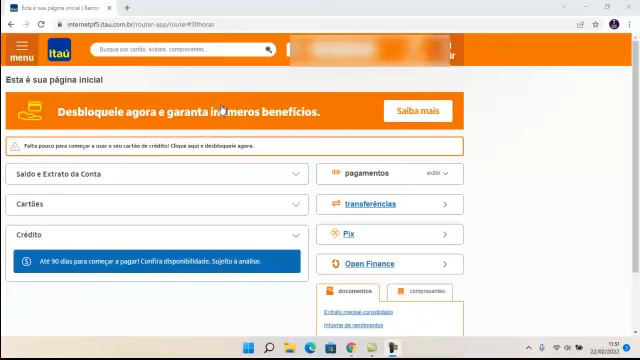 Esta é sua página inicial | Banco
internetpf5.itau.com.br/router-app/router#30horas
menu
Itaú
Busque por cartão, extrato, comprovantes...
ir
Esta é sua página inicial
Desbloqueie agora e garanta inúmeros benefícios.
Saiba mais
Falta pouco para começar a usar o seu cartão de crédito! Clique aqui e desbloqueie agora.
Saldo e Extrato da Conta
pagamentos
exibir
Cartões
transferências
Crédito
Pix
Até 90 dias para começar a pagar! Confira disponibilidade. Sujeito à análise.
Open Finance
documentos
comprovantes
Extrato mensal consolidado
Informe de rendimentos
11:51
22/02/2022